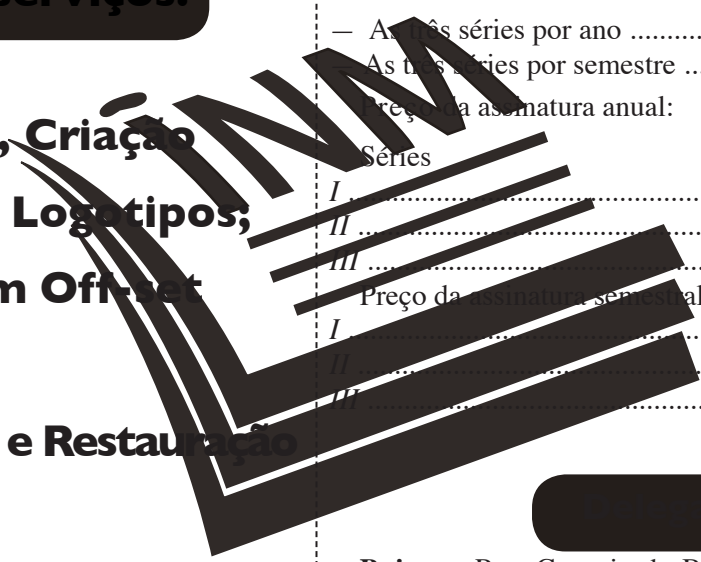 serviços:
, Criação
Logotipos;
m Off-set
e Restauração
INM
— As três séries por ano
— As três séries por semestre
Preço da assinatura anual:
Séries
I
II
III
Preço da assinatura semestral
I
II
III